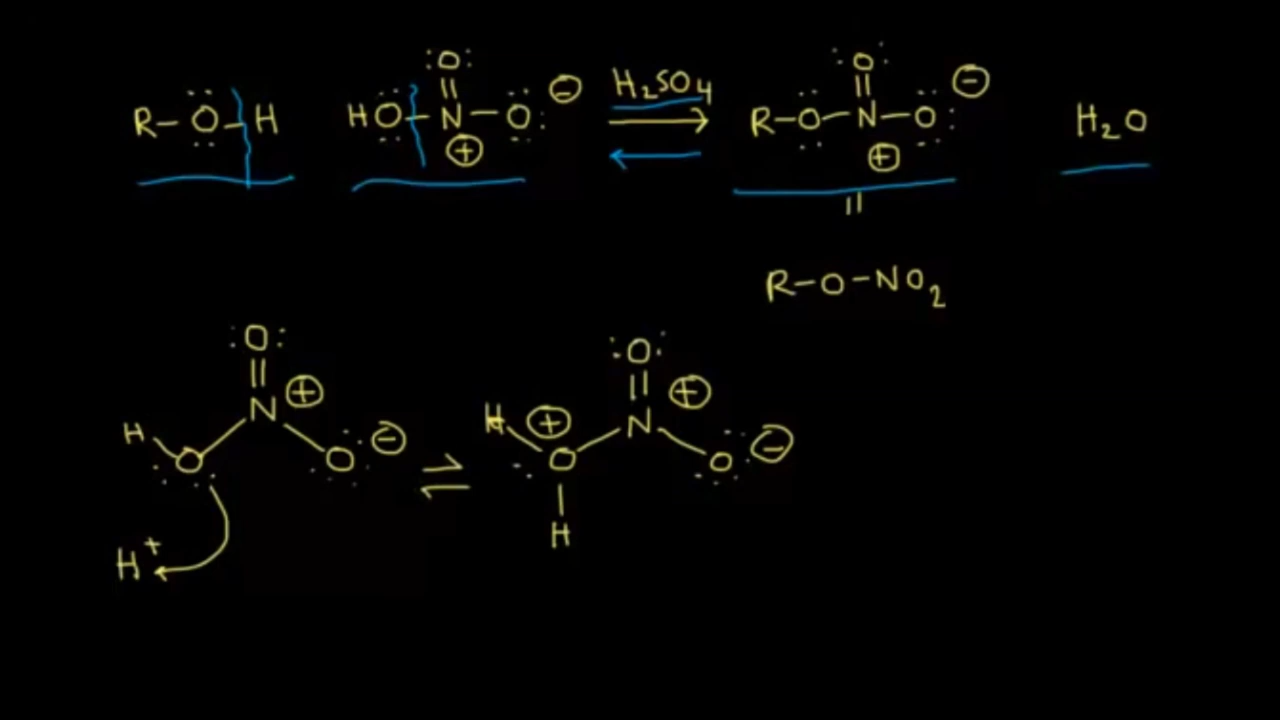 R-O-H HO-N-O ⊖ H₂SO₄ → R-O-N-O ⊖ H₂O
O || ⊕ ← O || ⊕
||
R-O-NO₂
:O: || N ⊕ H O O ⊖ ⇌ :O: || N ⊕ H ⊕ O O ⊖
H
H⁺